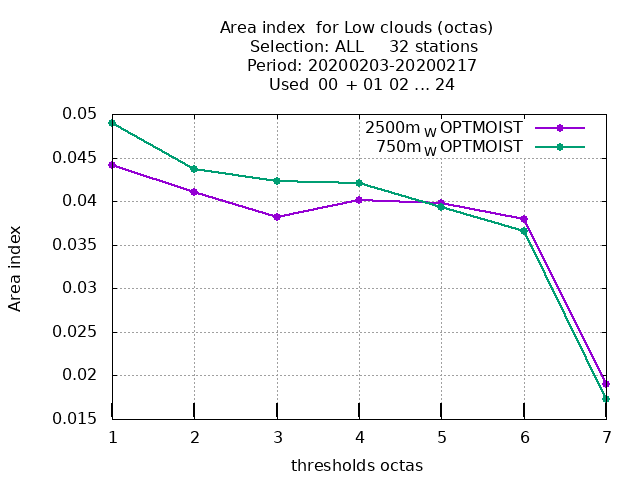 Area index  for Low clouds (octas)
Selection: ALL     32 stations
Period: 20200203-20200217
Used  00  + 01 02 ... 24
2500m W OPTMOIST
750m W OPTMOIST
0.05
0.045
0.04
0.035
0.03
0.025
0.02
0.015
Area index
1 2 3 4 5 6 7
thresholds octas